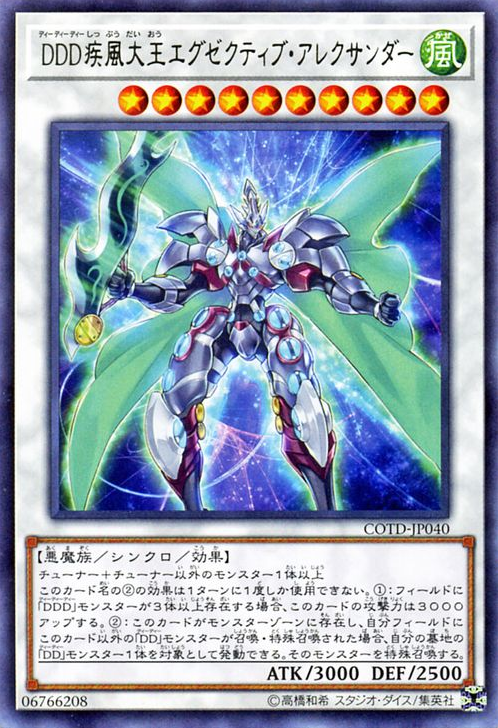 ディーディーディー しっ ぷう だい おう
DDD疾風大王エグゼクティブ・アレクサンダー
かぜ
風
COTD-JP040
【悪魔族／シンクロ／効果】
チューナー＋チューナー以外のモンスター1体以上
このカード名の②の効果は1ターンに1度しか使用できない。①：フィールドに
「DDD」モンスターが3体以上存在する場合、このカードの攻撃力は３０００
アップする。②：このカードがモンスターゾーンに存在し、自分フィールドに
このカード以外の「DD」モンスターが召喚・特殊召喚された場合、自分の墓地の
「DD」モンスター1体を対象として発動できる。そのモンスターを特殊召喚する。
ATK/3000 DEF/2500
06766208
©高橋和希 スタジオ・ダイス/集英社